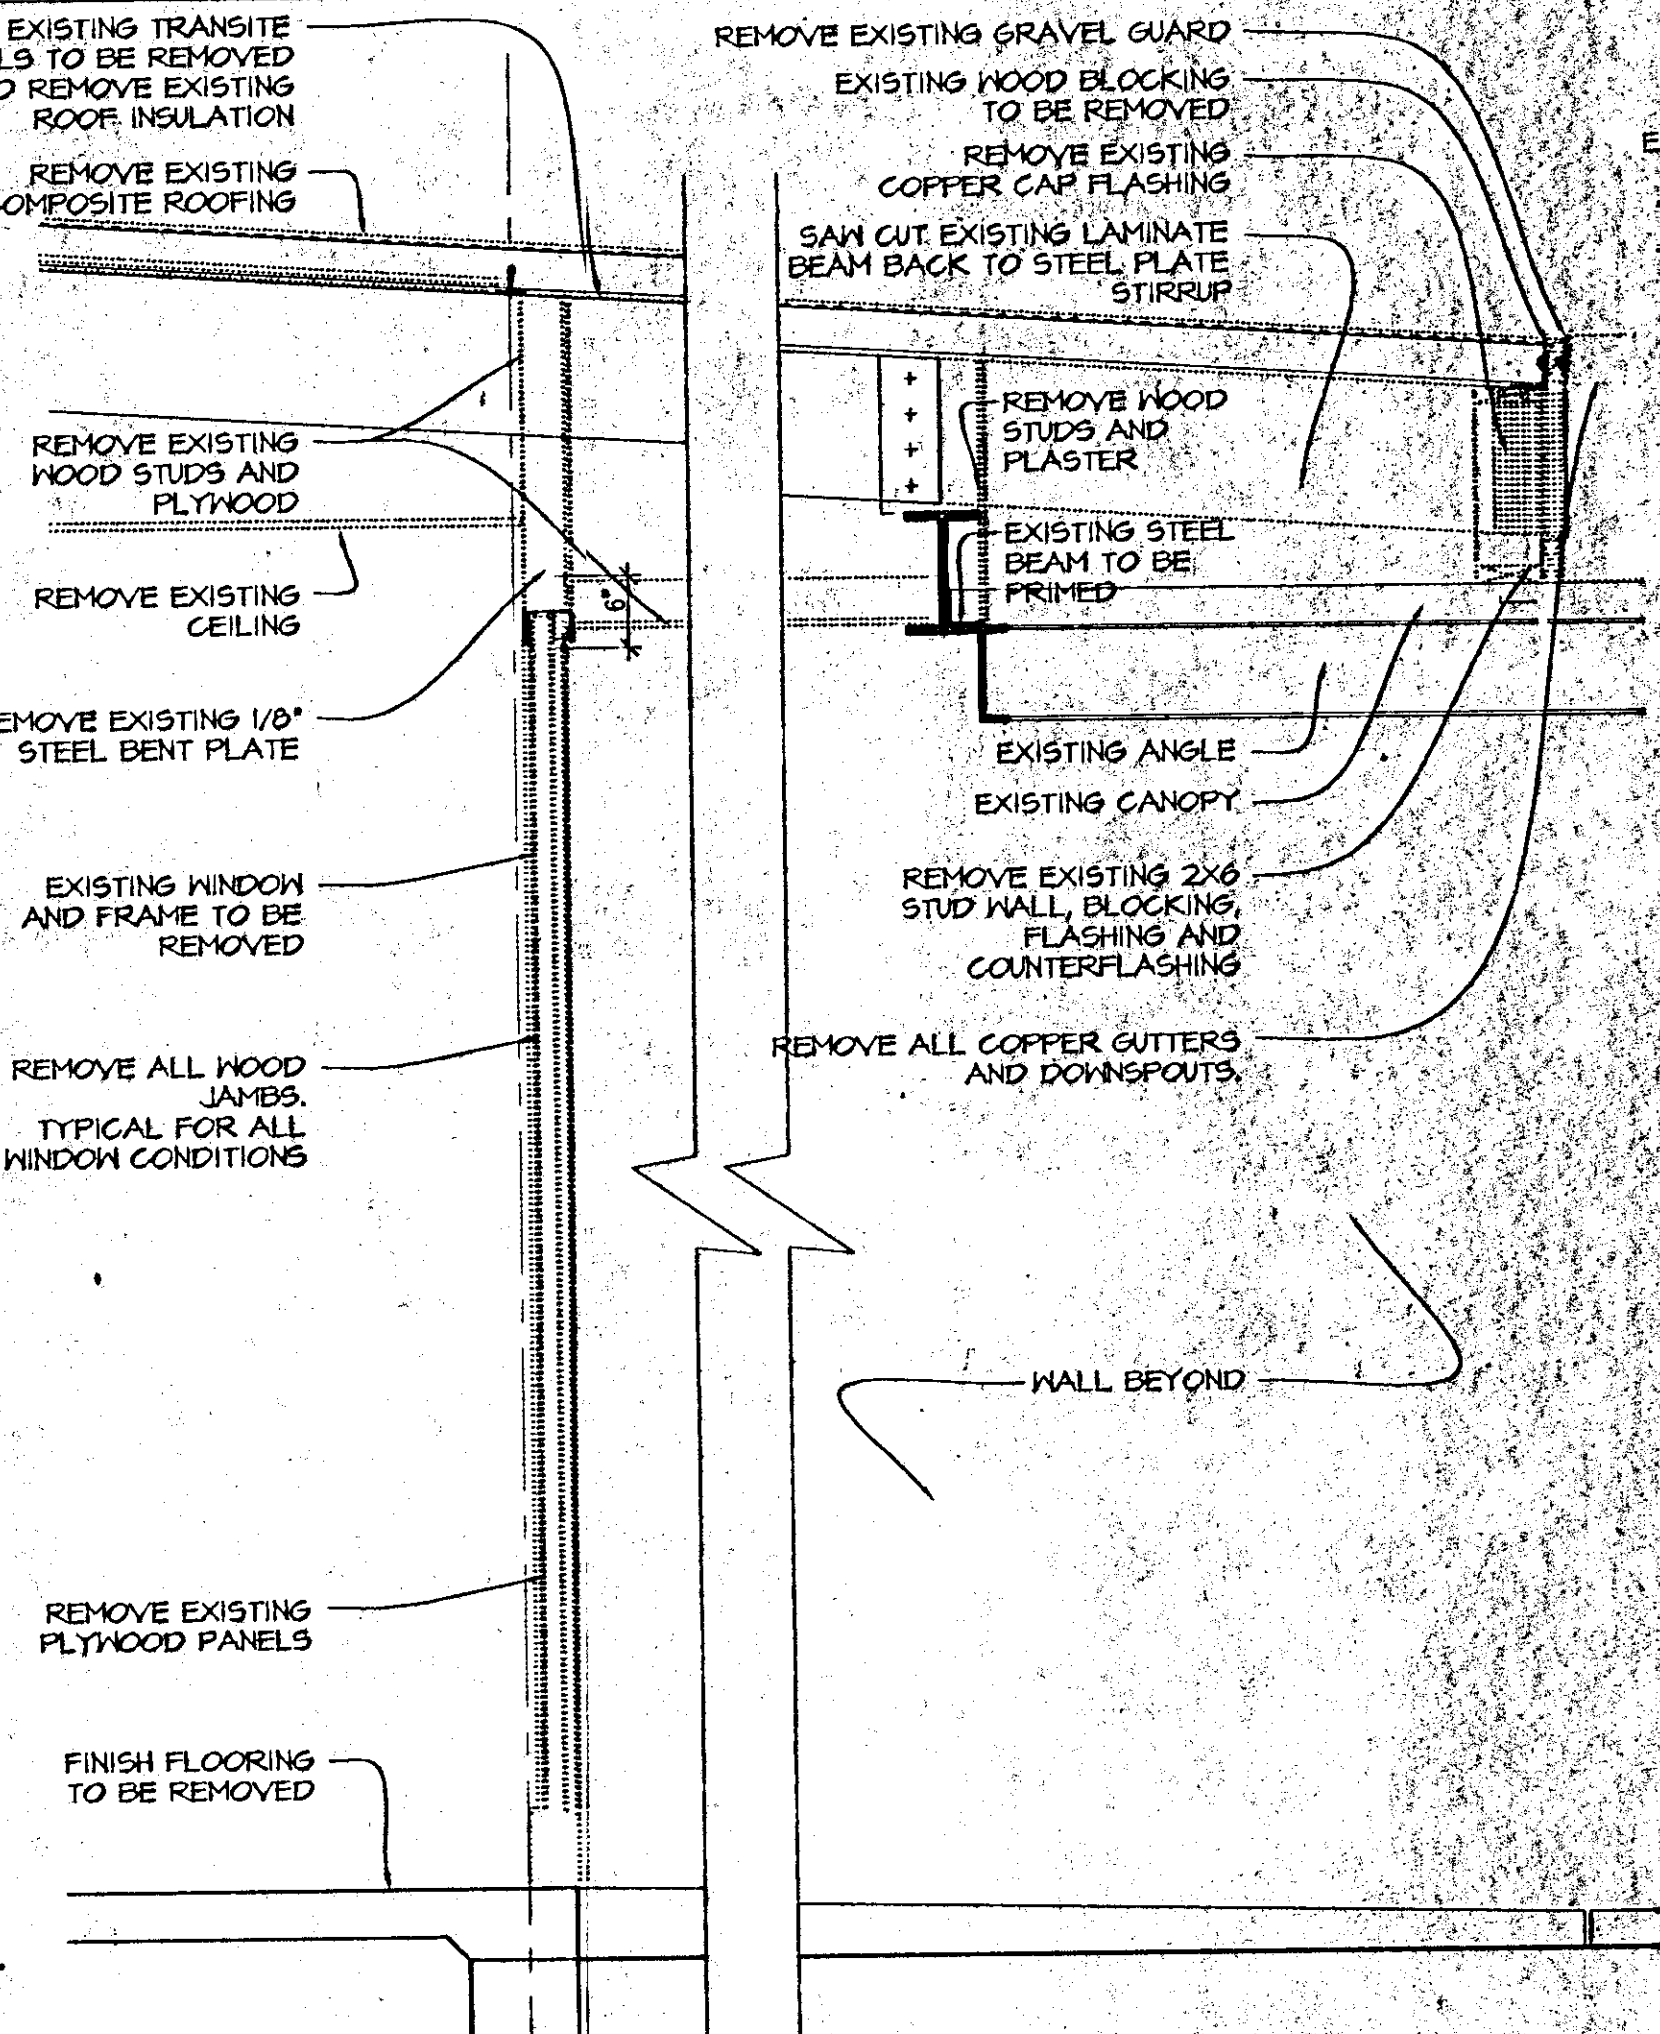 EXISTING TRANSITE
LS TO BE REMOVED
REMOVE EXISTING
ROOF INSULATION
REMOVE EXISTING
COMPOSITE ROOFING
REMOVE EXISTING
WOOD STUDS AND
PLYWOOD
REMOVE EXISTING
CEILING
6"
EMOVE EXISTING 1/8"
STEEL BENT PLATE
EXISTING WINDOW
AND FRAME TO BE
REMOVED
REMOVE ALL WOOD
JAMBS.
TYPICAL FOR ALL
WINDOW CONDITIONS
REMOVE EXISTING
PLYWOOD PANELS
FINISH FLOORING
TO BE REMOVED
REMOVE EXISTING GRAVEL GUARD
EXISTING WOOD BLOCKING
TO BE REMOVED
REMOVE EXISTING
COPPER CAP FLASHING
SAW CUT EXISTING LAMINATE
BEAM BACK TO STEEL PLATE
STIRRUP
REMOVE WOOD
STUDS AND
PLASTER
EXISTING STEEL
BEAM TO BE
PRIMED
EXISTING ANGLE
EXISTING CANOPY
REMOVE EXISTING 2X6
STUD WALL, BLOCKING,
FLASHING AND
COUNTERFLASHING
REMOVE ALL COPPER GUTTERS
AND DOWNSPOUTS.
WALL BEYOND
E